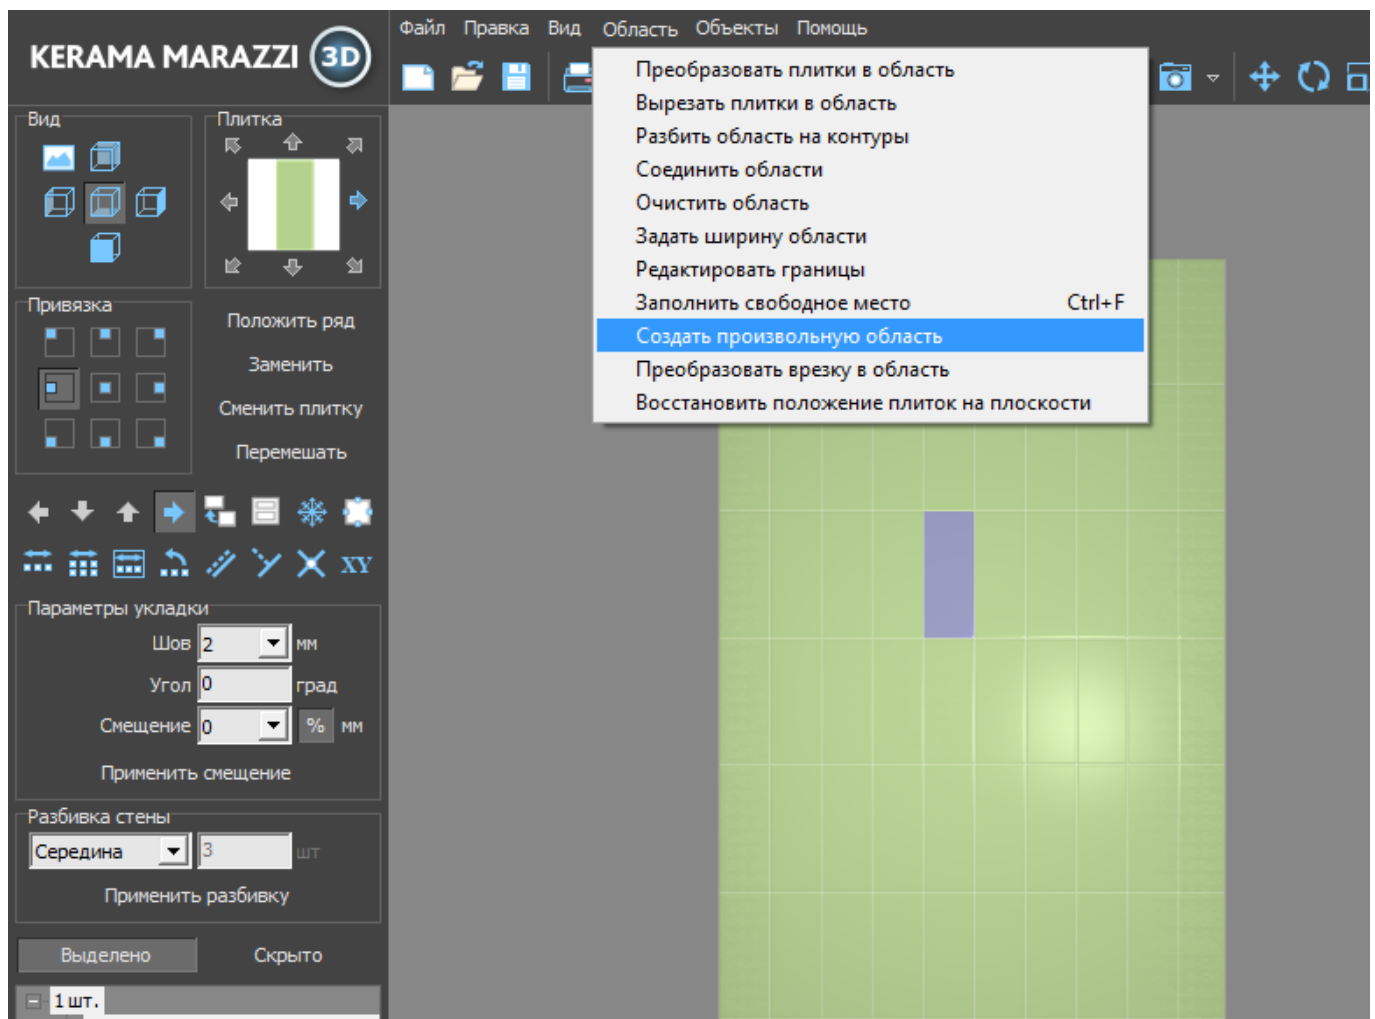 KERAMA MARAZZI 3D
Файл Правка Вид Область Объекты Помощь
Преобразовать плитки в область
Вырезать плитки в область
Разбить область на контуры
Соединить области
Очистить область
Задать ширину области
Редактировать границы
Заполнить свободное место Ctrl+F
Создать произвольную область
Преобразовать врезку в область
Восстановить положение плиток на плоскости
Вид
Плитка
Привязка
Положить ряд
Заменить
Сменить плитку
Перемешать
XY
Параметры укладки
Шов 2 мм
Угол 0 град
Смещение 0 % мм
Применить смещение
Разбивка стены
Середина 3 шт
Применить разбивку
Выделено Скрыто
1 шт.